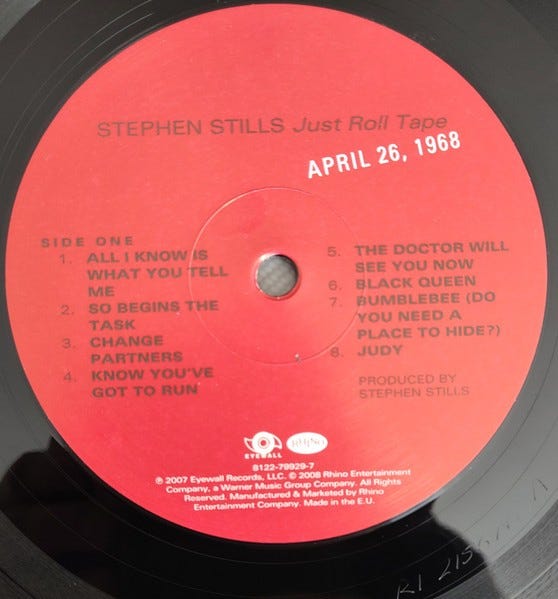 STEPHEN STILLS Just Roll Tape
APRIL 26, 1968
SIDE ONE
1. ALL I KNOW IS
WHAT YOU TELL
ME
2. SO BEGINS THE
TASK
3. CHANGE
PARTNERS
4. KNOW YOU'VE
GOT TO RUN
5. THE DOCTOR WILL
SEE YOU NOW
6. BLACK QUEEN
7. BUMBLEBEE (DO
YOU NEED A
PLACE TO HIDE?)
8. JUDY
PRODUCED BY
STEPHEN STILLS
EYEWALL
RHINO
8122-79929-7
℗ 2007 Eyewall Records, LLC. © 2008 Rhino Entertainment
Company, a Warner Music Group Company. All Rights
Reserved. Manufactured & Marketed by Rhino
Entertainment Company. Made in the E.U.